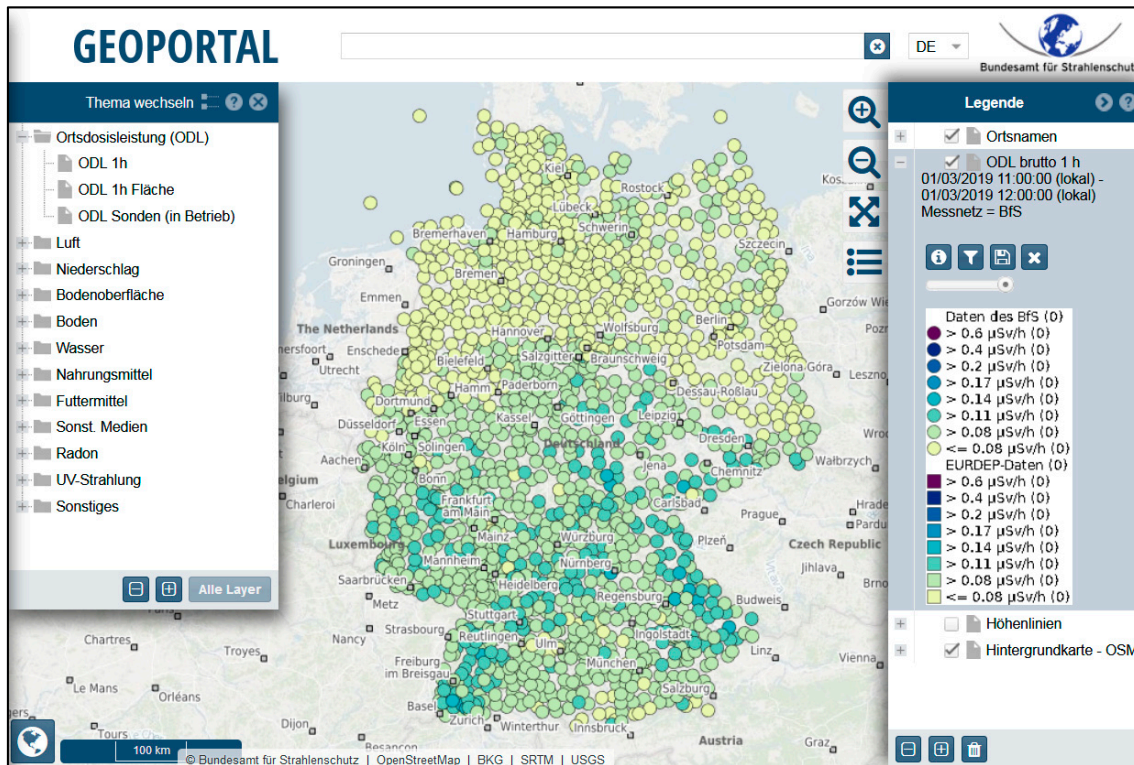 GEOPORTAL
DE
Bundesamt für Strahlenschutz
Thema wechseln
Ortsdosisleistung (ODL)
ODL 1h
ODL 1h Fläche
ODL Sonden (in Betrieb)
Luft
Niederschlag
Bodenoberfläche
Boden
Wasser
Nahrungsmittel
Futtermittel
Sonst. Medien
Radon
UV-Strahlung
Sonstiges
Alle Layer
Kiel
Rostock
Lübeck
Schwerin
Bremerhaven
Hamburg
Szczecin
Groningen
Bremen
Emmen
Gorzów Wie
The Netherlands
Hannover
Wolfsburg
Berlin
Potsdam
Enschede
mersfoort
Utrecht
Bielefeld
Salzgitter
Braunschweig
Zielona Góra
Leszno
Hamm
Paderborn
Dessau-Roßlau
Dortmund
Essen
Kassel
Göttingen
Leipzig
Düsseldorf
Deutschland
Dresden
Köln
Solingen
Aachen
Jena
Chemnitz
Wałbrzych
Bonn
elgium
Charleroi
Frankfurt
am Main
Carlsbad
Prague
Mainz
Würzburg
Plzeň
Luxembourg
Czech Republic
Mannheim
Nürnberg
Jihlava
Saarbrücken
Heidelberg
Regensburg
Budweis
Metz
Stuttgart
Chartres
Troyes
Nancy
Strasbourg
Reutlingen
Ingolstadt
Linz
Vienna
Ulm
Freiburg
im Breisgau
München
Le Mans
Orléans
Basel
Salzburg
Tours
Dijon
Zurich
Winterthur
Innsbruck
Besançon
Austria
Graz
100 km
© Bundesamt für Strahlenschutz | OpenStreetMap | BKG | SRTM | USGS
Legende
Ortsnamen
ODL brutto 1 h
01/03/2019 11:00:00 (lokal) -
01/03/2019 12:00:00 (lokal)
Messnetz = BfS
Daten des BfS (0)
> 0.6 µSv/h (0)
> 0.4 µSv/h (0)
> 0.2 µSv/h (0)
> 0.17 µSv/h (0)
> 0.14 µSv/h (0)
> 0.11 µSv/h (0)
> 0.08 µSv/h (0)
<= 0.08 µSv/h (0)
EURDEP-Daten (0)
> 0.6 µSv/h (0)
> 0.4 µSv/h (0)
> 0.2 µSv/h (0)
> 0.17 µSv/h (0)
> 0.14 µSv/h (0)
> 0.11 µSv/h (0)
> 0.08 µSv/h (0)
<= 0.08 µSv/h (0)
Höhenlinien
Hintergrundkarte - OSM